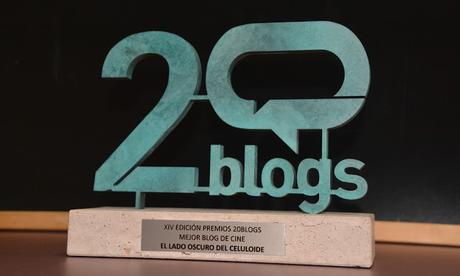 20
blogs
XIV EDICIÓN PREMIOS 20BLOGS
MEJOR BLOG DE CINE
EL LADO OSCURO DEL CELULOIDE